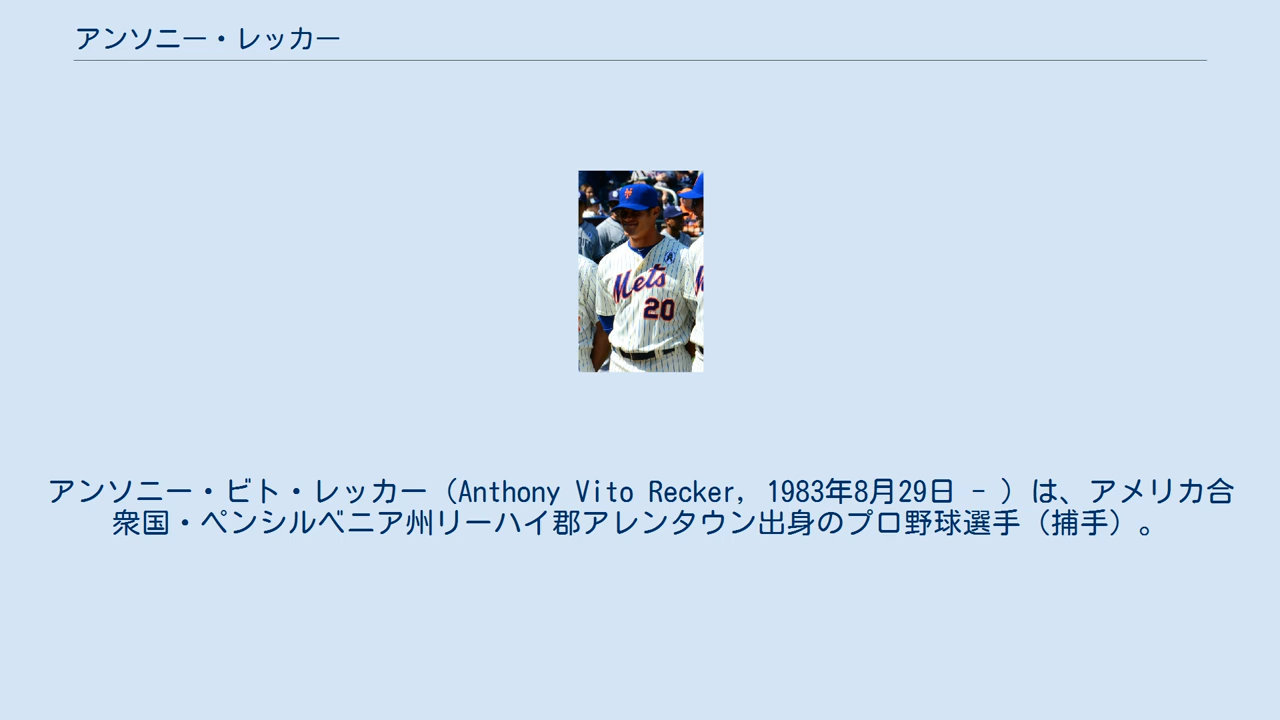 アンソニー・レッカー
Mets
20
アンソニー・ビト・レッカー（Anthony Vito Recker, 1983年8月29日 - ）は、アメリカ合
衆国・ペンシルベニア州リーハイ郡アレンタウン出身のプロ野球選手（捕手）。